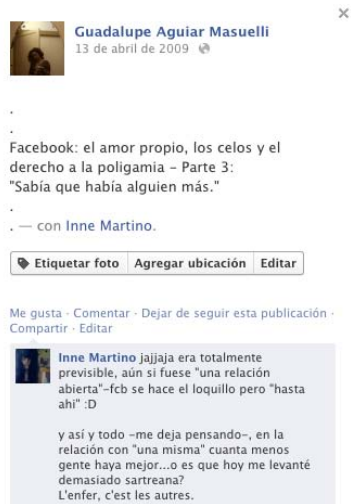 ×
Guadalupe Aguiar Masuelli
13 de abril de 2009
.
.
Facebook: el amor propio, los celos y el
derecho a la poligamia – Parte 3:
"Sabía que había alguien más."
.
. — con Inne Martino.
Etiquetar foto Agregar ubicación Editar
Me gusta · Comentar · Dejar de seguir esta publicación ·
Compartir · Editar
Inne Martino jajjaja era totalmente
previsible, aún si fuese "una relación
abierta"-fcb se hace el loquillo pero "hasta
ahi" :D
y así y todo -me deja pensando-, en la
relación con "una misma" cuanta menos
gente haya mejor...o es que hoy me levanté
demasiado sartreana?
L'enfer, c'est les autres.